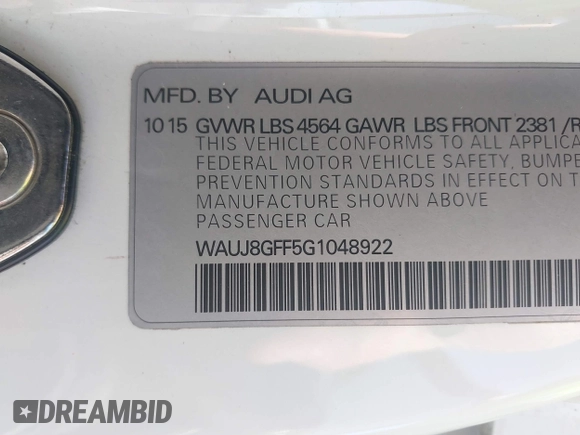 MFD. BY AUDI AG
10 15 GVWR LBS 4564 GAWR LBS FRONT 2381 /R
THIS VEHICLE CONFORMS TO ALL APPLICA
FEDERAL MOTOR VEHICLE SAFETY, BUMPE
PREVENTION STANDARDS IN EFFECT ON T
MANUFACTURE SHOWN ABOVE
PASSENGER CAR
WAUJ8GFF5G1048922
DREAMBID